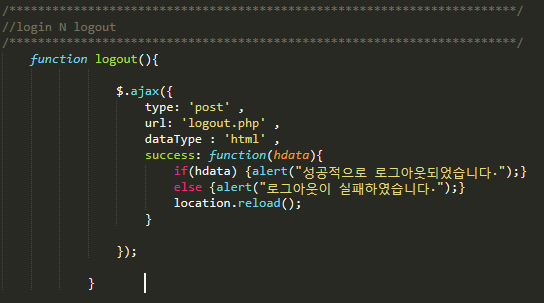 /***********************************************************************/
//login N logout
/***********************************************************************/
function logout(){
$.ajax({
type: 'post' ,
url: 'logout.php' ,
dataType : 'html' ,
success: function(hdata){
if(hdata) {alert("성공적으로 로그아웃되었습니다.");}
else {alert("로그아웃이 실패하였습니다.");}
location.reload();
}
});
}